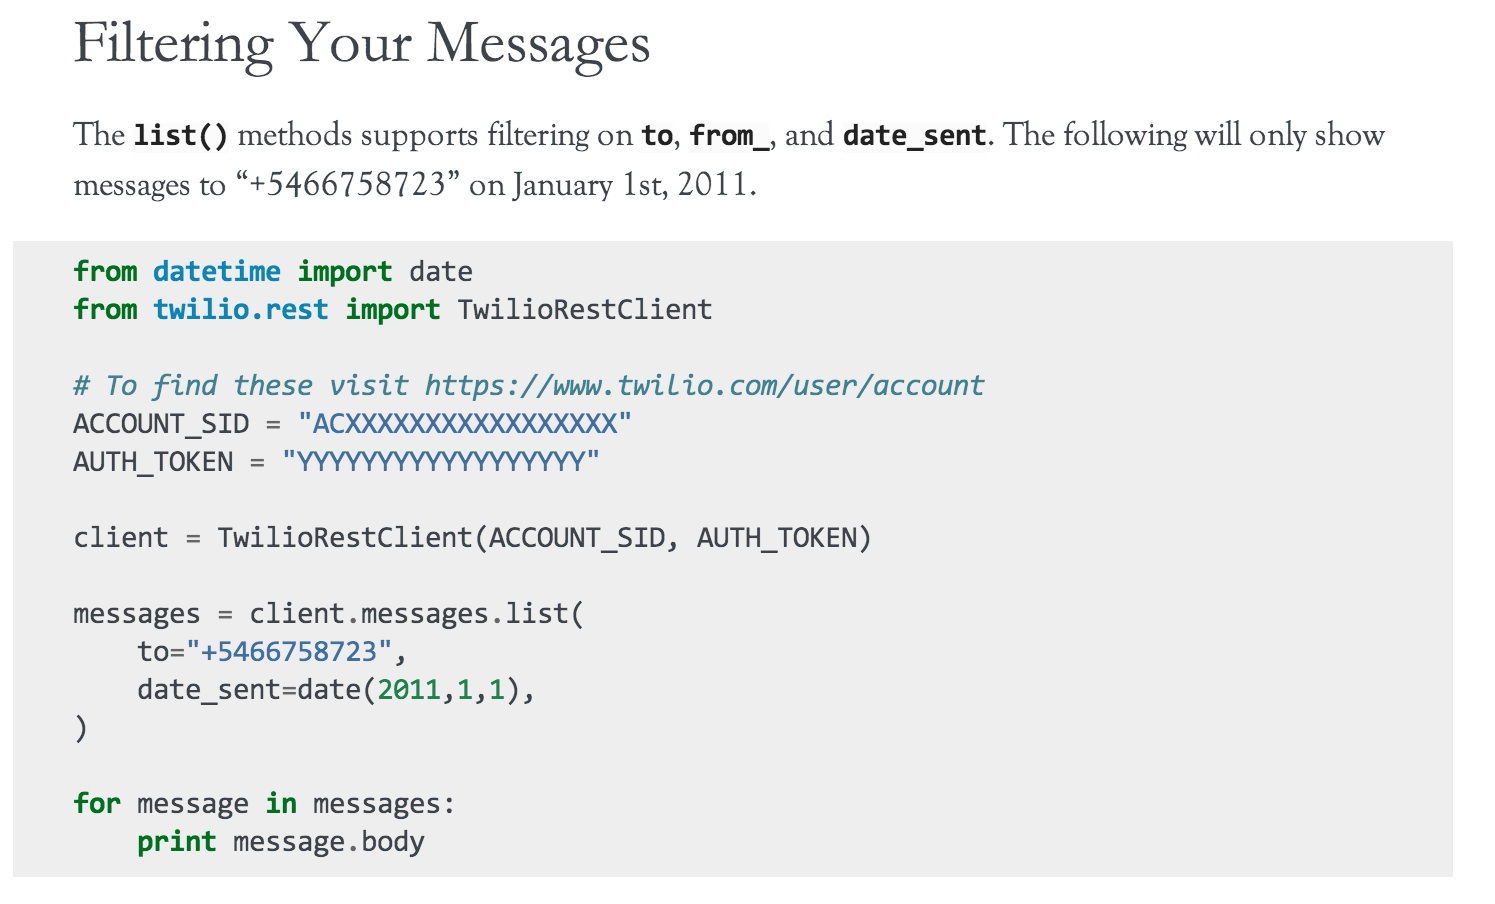 Filtering Your Messages
The list() methods supports filtering on to, from_, and date_sent. The following will only show
messages to “+5466758723” on January 1st, 2011.
from datetime import date
from twilio.rest import TwilioRestClient
# To find these visit https://www.twilio.com/user/account
ACCOUNT_SID = "ACXXXXXXXXXXXXXXXXX"
AUTH_TOKEN = "YYYYYYYYYYYYYYYYYY"
client = TwilioRestClient(ACCOUNT_SID, AUTH_TOKEN)
messages = client.messages.list(
    to="+5466758723",
    date_sent=date(2011,1,1),
)
for message in messages:
    print message.body